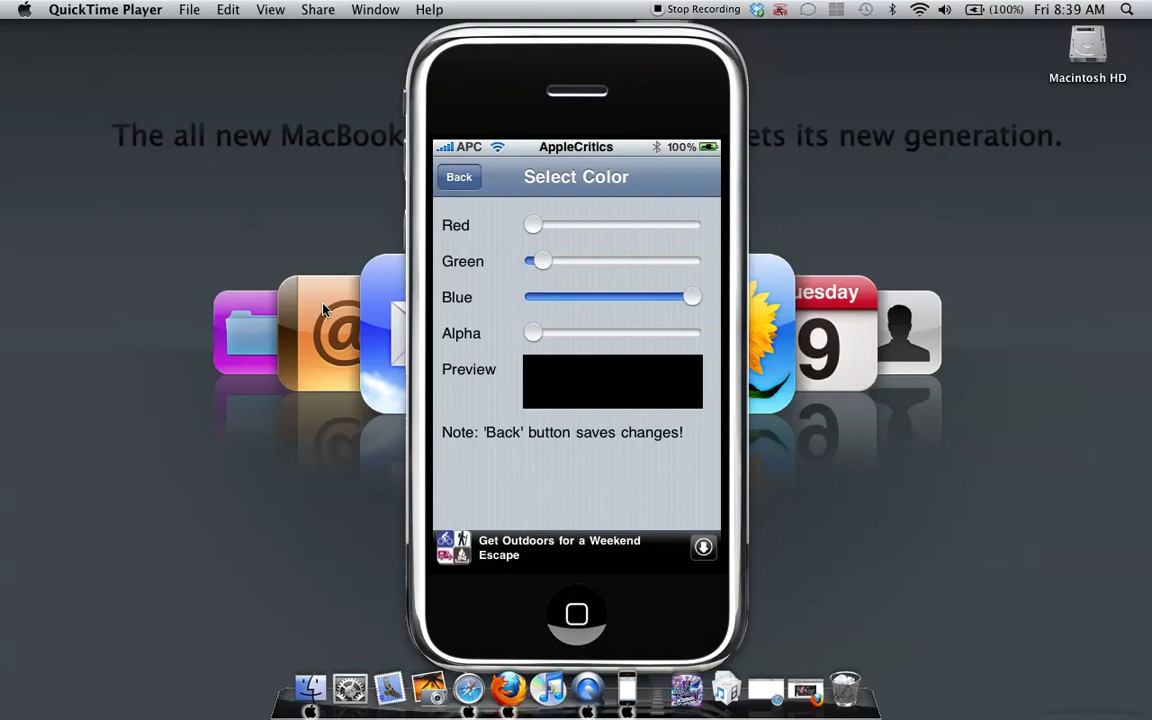 QuickTime Player File Edit View Share Window Help Stop Recording (100%) Fri 8:39 AM
Macintosh HD
The all new MacBook ets its new generation.
APC AppleCritics 100%
Back Select Color
Red
Green
Blue
Alpha
Preview
Note: 'Back' button saves changes!
@
uesday
9
Get Outdoors for a Weekend
Escape